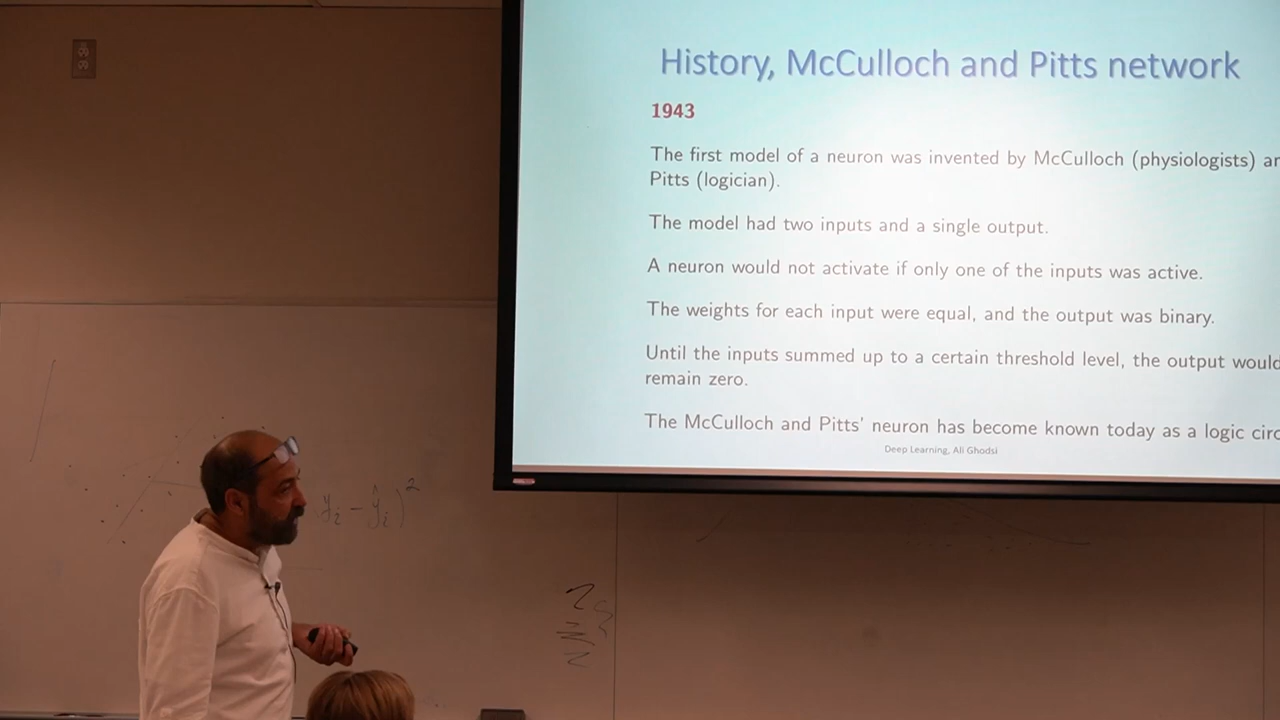 History, McCulloch and Pitts network
1943
The first model of a neuron was invented by McCulloch (physiologists)
Pitts (logician).
The model had two inputs and a single output.
A neuron would not activate if only one of the inputs was active.
The weights for each input were equal, and the output was binary.
Until the inputs summed up to a certain threshold level, the output would
remain zero.
The McCulloch and Pitts' neuron has become known today as a logic
Deep Learning, Ali Ghodsi
y_i - ŷ_i)²